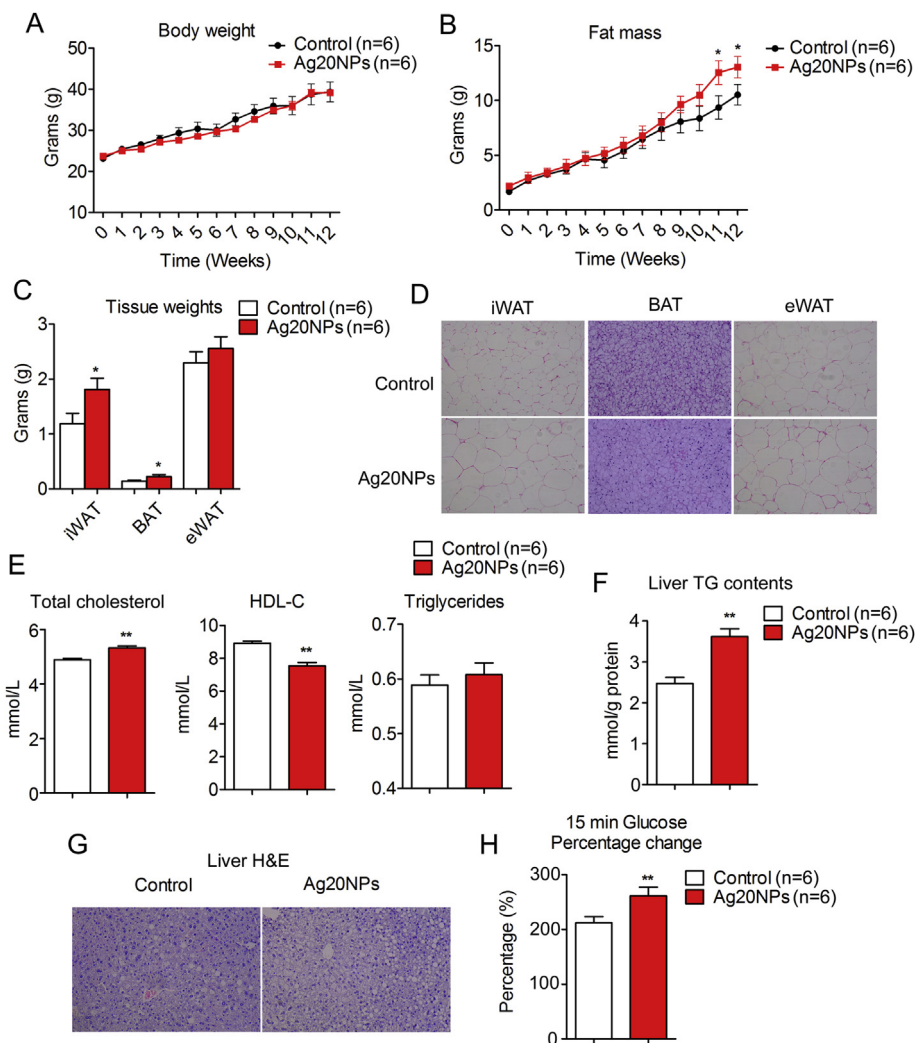 A
Body weight
Control (n=6)
Ag20NPs (n=6)
Grams (g)
40
30
20
10
0 1 2 3 4 5 6 7 8 9 10 11 12
Time (Weeks)
B
Fat mass
Control (n=6)
Ag20NPs (n=6)
Grams (g)
15
10
5
0
* *
0 1 2 3 4 5 6 7 8 9 10 11 12
Time (Weeks)
C
Tissue weights
Control (n=6)
Ag20NPs (n=6)
Grams (g)
3
2
1
0
* *
iWAT BAT eWAT
D
iWAT BAT eWAT
Control
Ag20NPs
E
Control (n=6)
Ag20NPs (n=6)
Total cholesterol
mmol/L
6
4
2
0
**
HDL-C
mmol/L
10
8
6
4
2
0
**
Triglycerides
mmol/L
0.7
0.6
0.5
0.4
F
Liver TG contents
Control (n=6)
Ag20NPs (n=6)
mmol/g protein
4
3
2
1
0
**
G
Liver H&E
Control Ag20NPs
H
15 min Glucose
Percentage change
Control (n=6)
Ag20NPs (n=6)
Percentage (%)
300
200
100
0
**